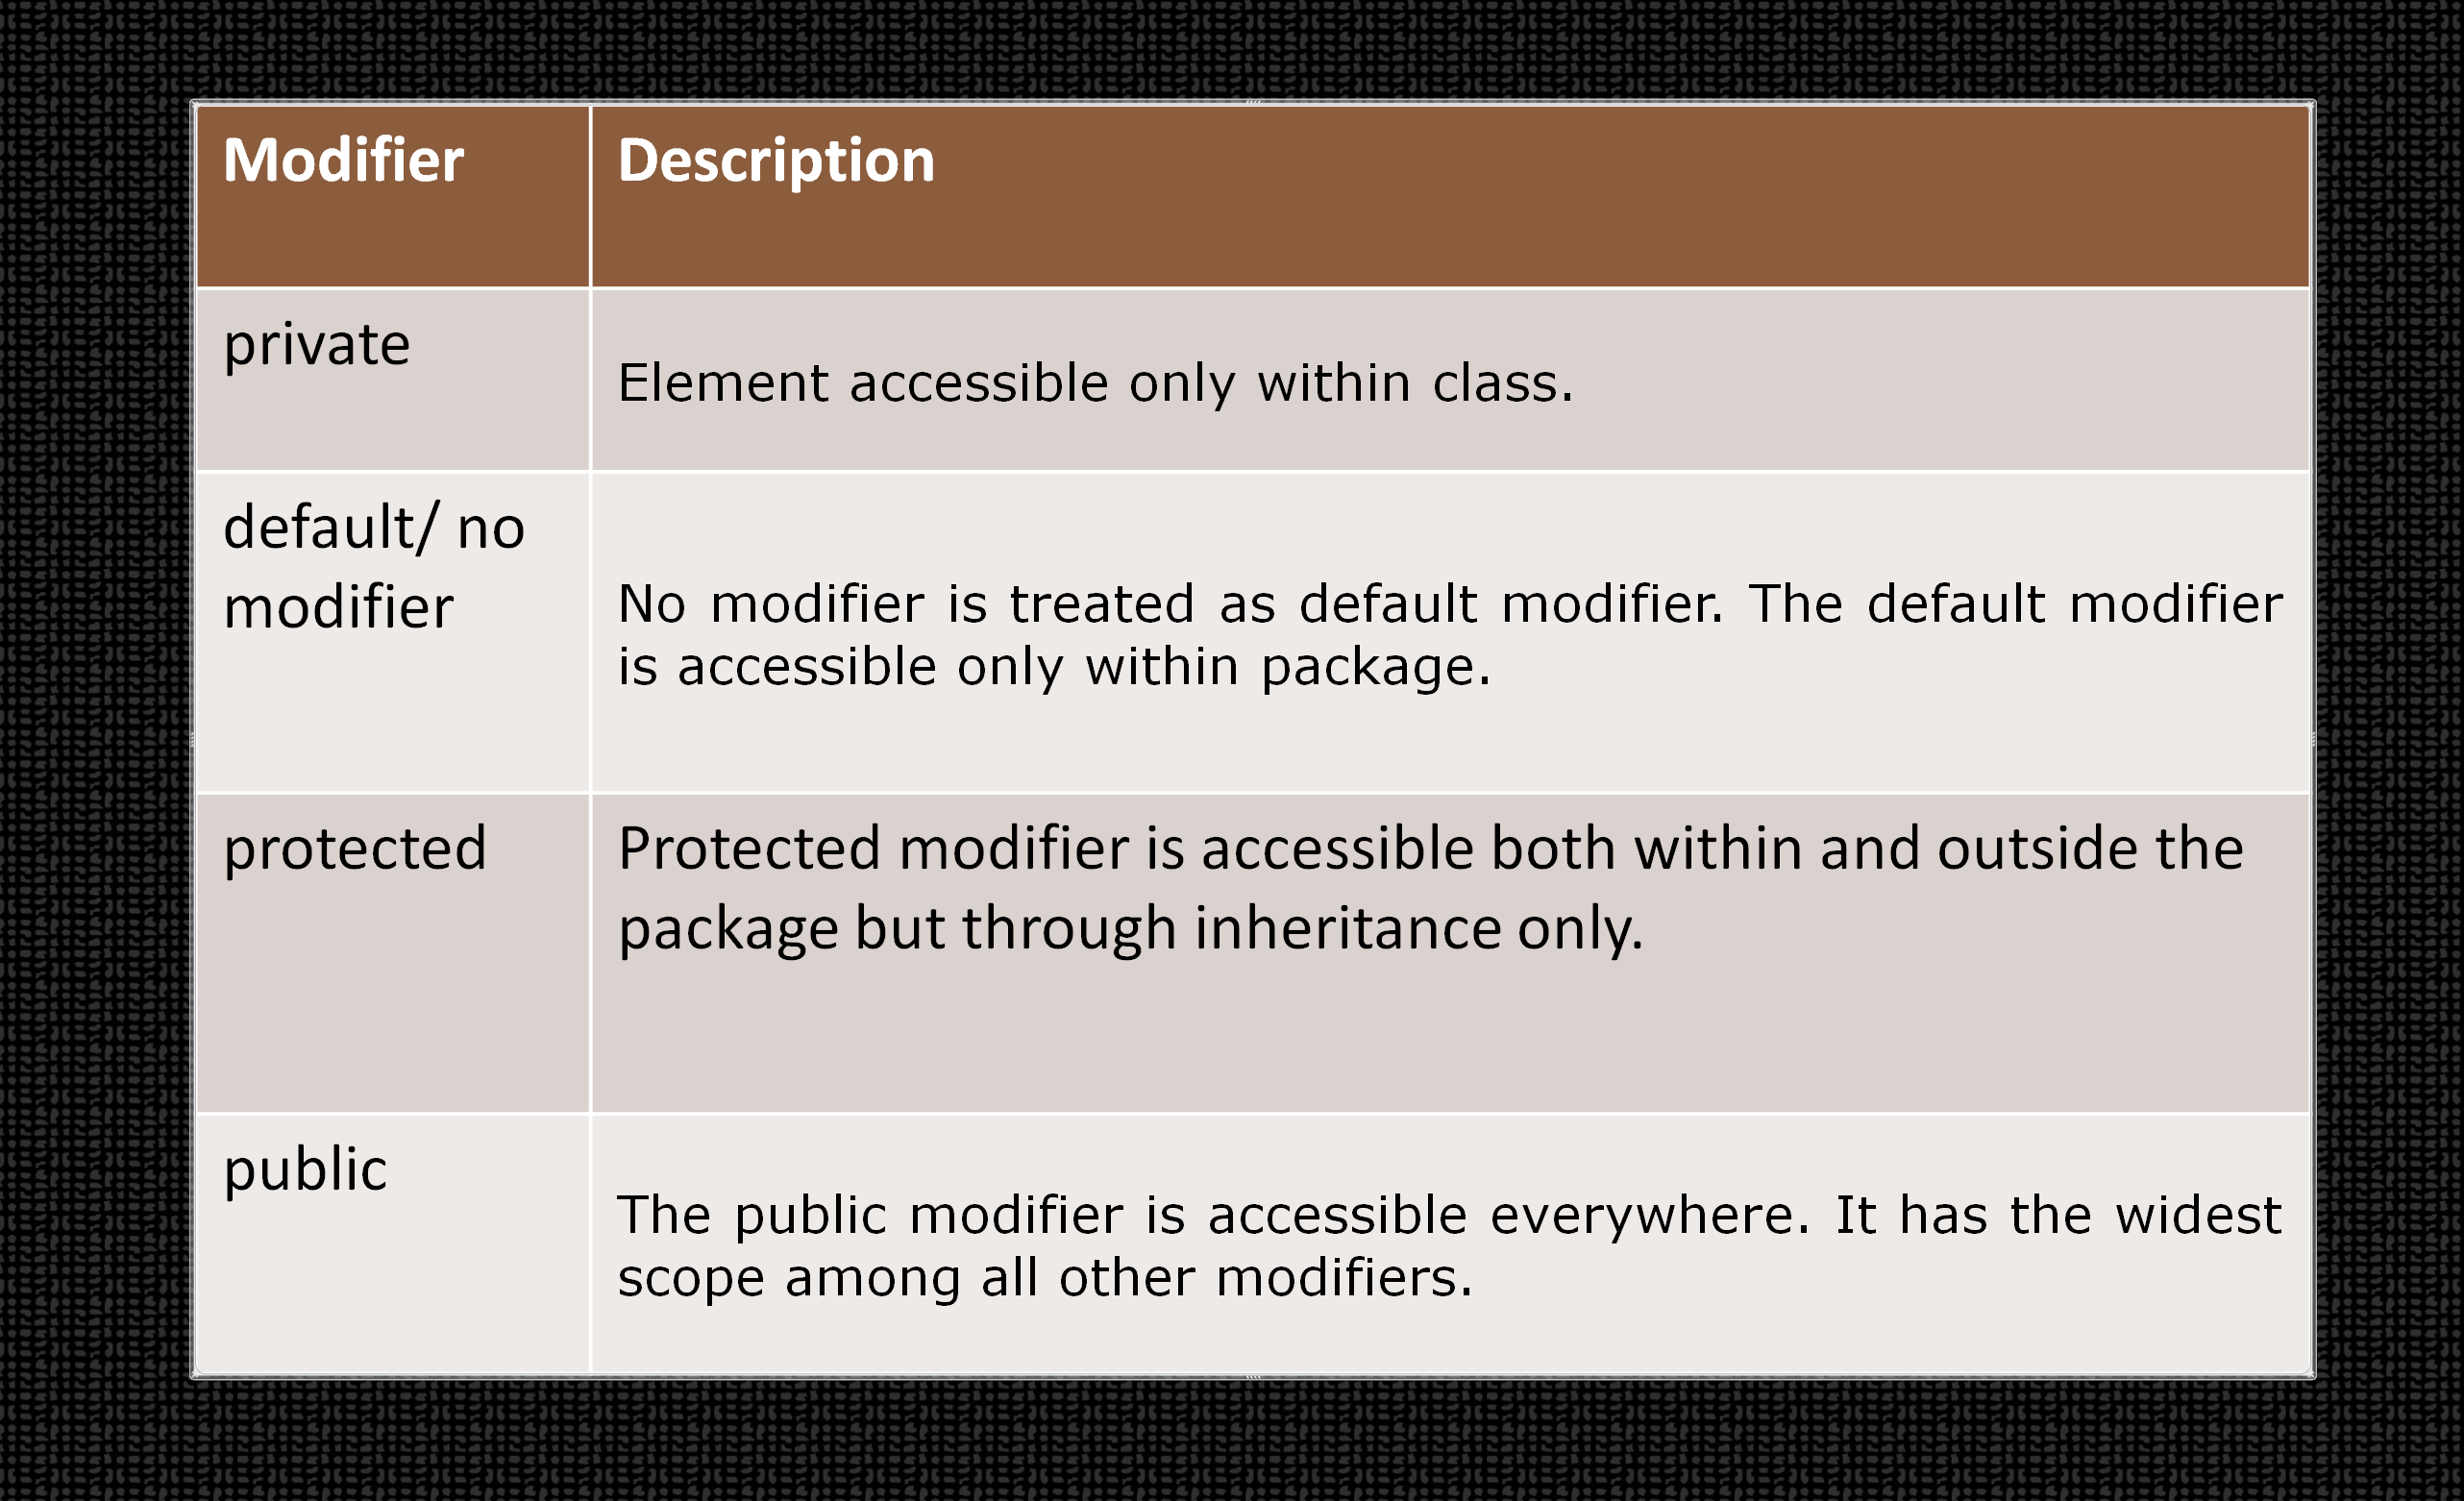 Modifier
Description
private
Element accessible only within class.
default/ no
modifier
No modifier is treated as default modifier. The default modifier
is accessible only within package.
protected
Protected modifier is accessible both within and outside the
package but through inheritance only.
public
The public modifier is accessible everywhere. It has the widest
scope among all other modifiers.